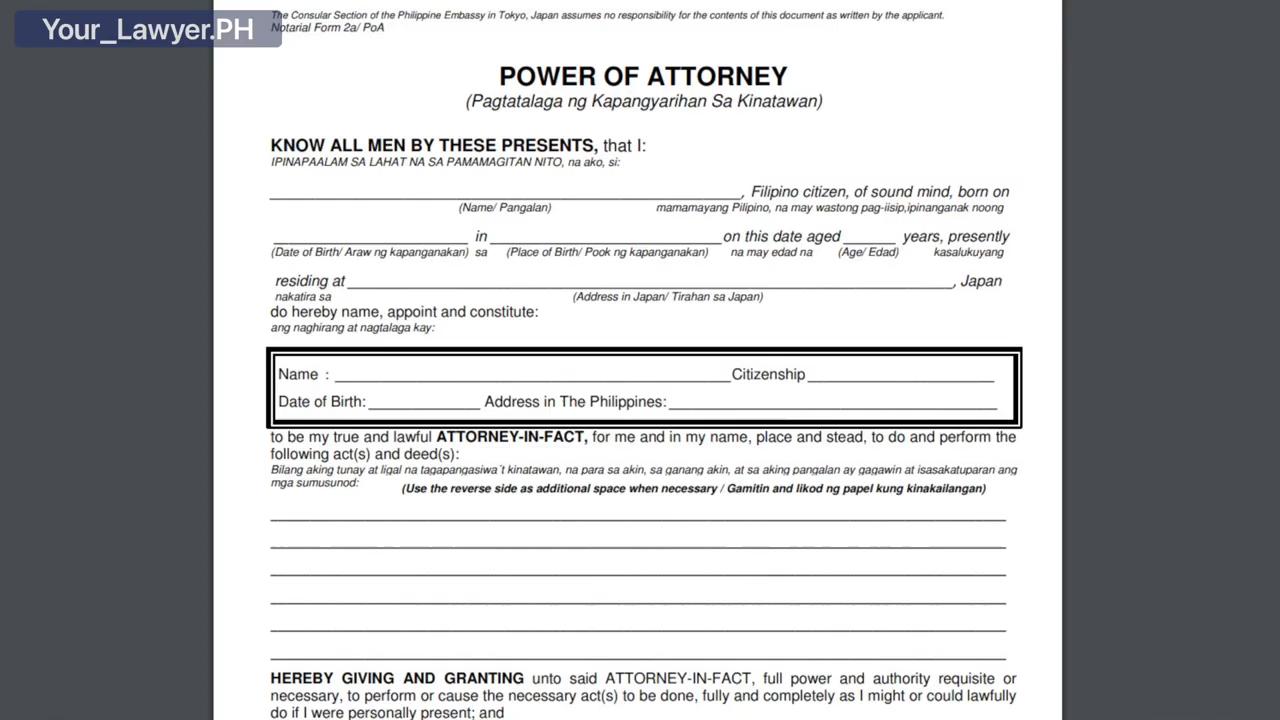 The Consular Section of the Philippine Embassy in Tokyo, Japan assumes no responsibility for the contents of this document as written by the applicant.
Your_Lawyer.PH
Notarial Form 2a/ PoA
POWER OF ATTORNEY
(Pagtatalaga ng Kapangyarihan Sa Kinatawan)
KNOW ALL MEN BY THESE PRESENTS, that I:
IPINAPAALAM SA LAHAT NA SA PAMAMAGITAN NITO, na ako, si:
, Filipino citizen, of sound mind, born on
(Name/ Pangalan) mamamayang Pilipino, na may wastong pag-iisip,ipinanganak noong
in on this date aged years, presently
(Date of Birth/ Araw ng kapanganakan) sa (Place of Birth/ Pook ng kapanganakan) na may edad na (Age/ Edad) kasalukuyang
residing at , Japan
nakatira sa (Address in Japan/ Tirahan sa Japan)
do hereby name, appoint and constitute:
ang naghirang at nagtalaga kay:
Name : Citizenship
Date of Birth: Address in The Philippines:
to be my true and lawful ATTORNEY-IN-FACT, for me and in my name, place and stead, to do and perform the
following act(s) and deed(s):
Bilang aking tunay at ligal na tagapangasiwa´t kinatawan, na para sa akin, sa ganang akin, at sa aking pangalan ay gagawin at isasakatuparan ang
mga sumusunod: (Use the reverse side as additional space when necessary / Gamitin and likod ng papel kung kinakailangan)
HEREBY GIVING AND GRANTING unto said ATTORNEY-IN-FACT, full power and authority requisite or
necessary, to perform or cause the necessary act(s) to be done, fully and completely as I might or could lawfully
do if I were personally present; and